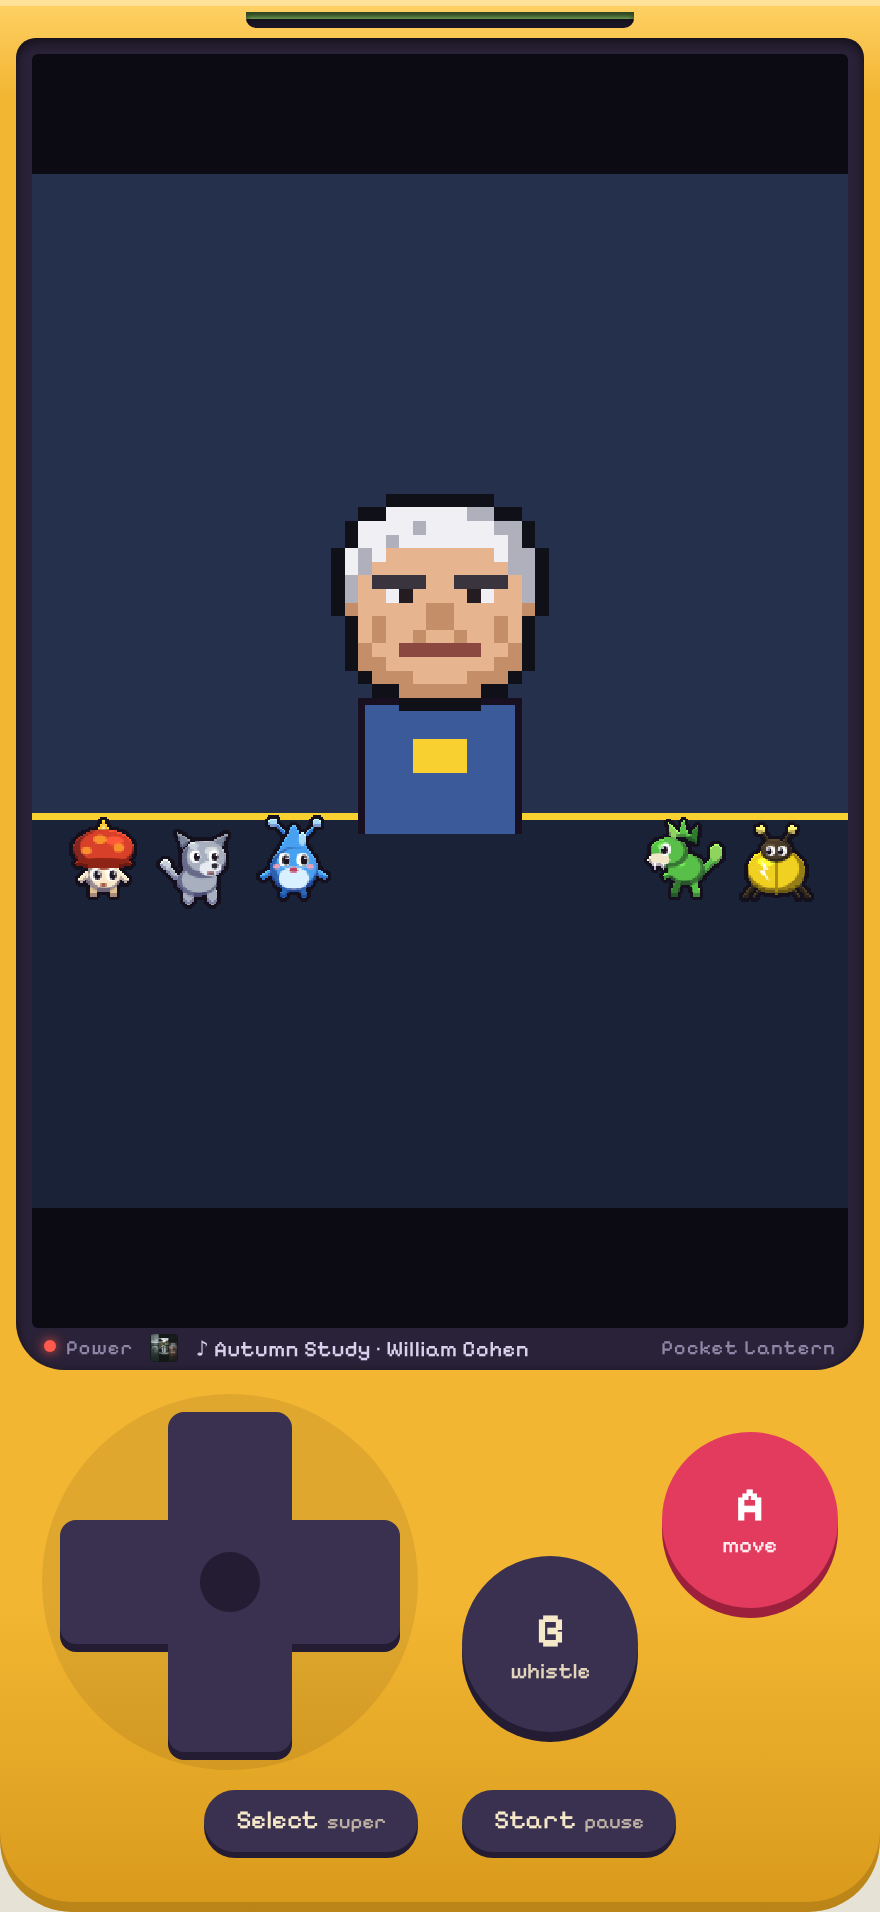 Power
♪ Autumn Study · William Cohen
Pocket Lantern
A
move
B
whistle
Select super
Start pause